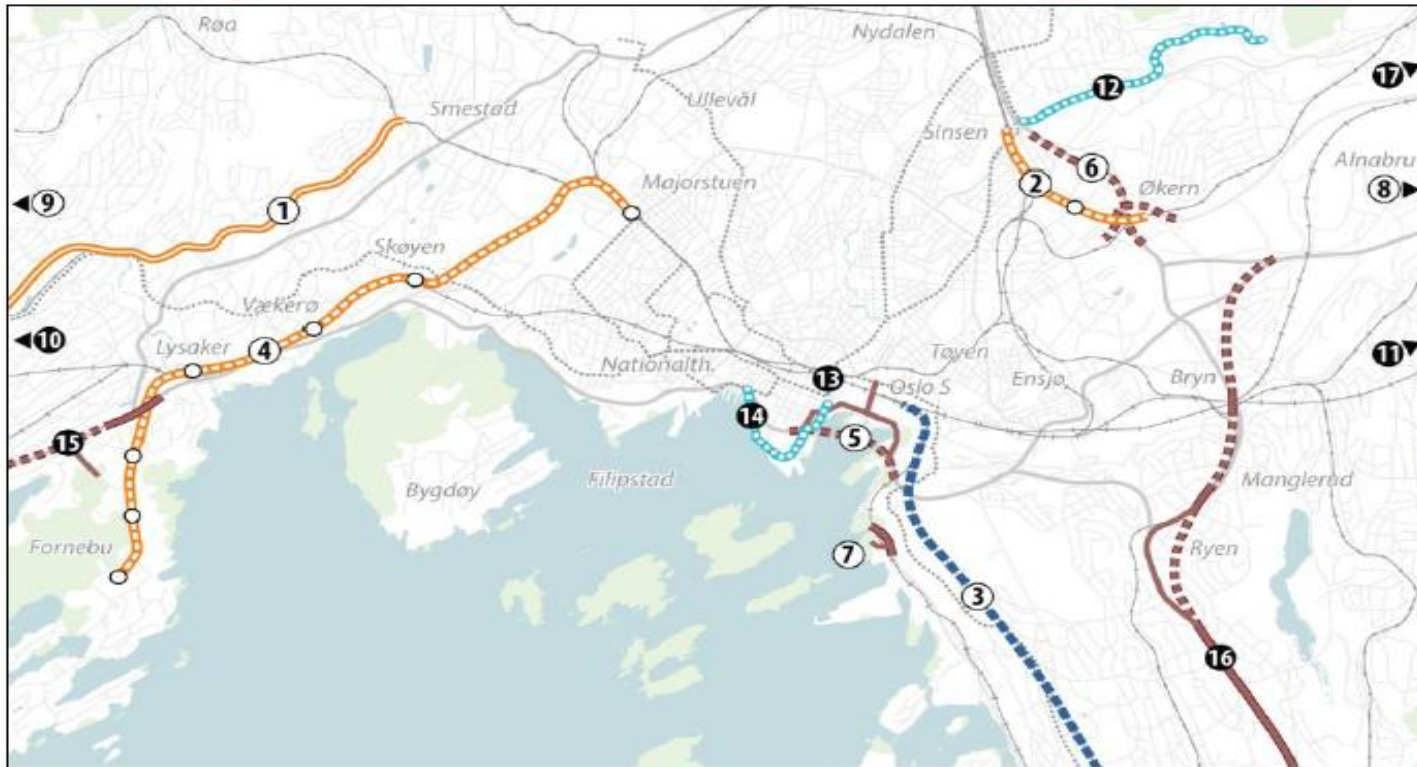 Røa
Nydalen
17
12
Smestad
Ullevål
Sinsen
6
Alnabru
9
1
Majorstuen
2
Økern
8
Skøyen
Vækerø
10
Lysaker
4
Nationalth.
13
Tøyen
Ensjø
Bryn
11
Oslo S
14
5
15
Bygdøy
Filipstad
Manglerud
Fornebu
7
Ryen
3
16